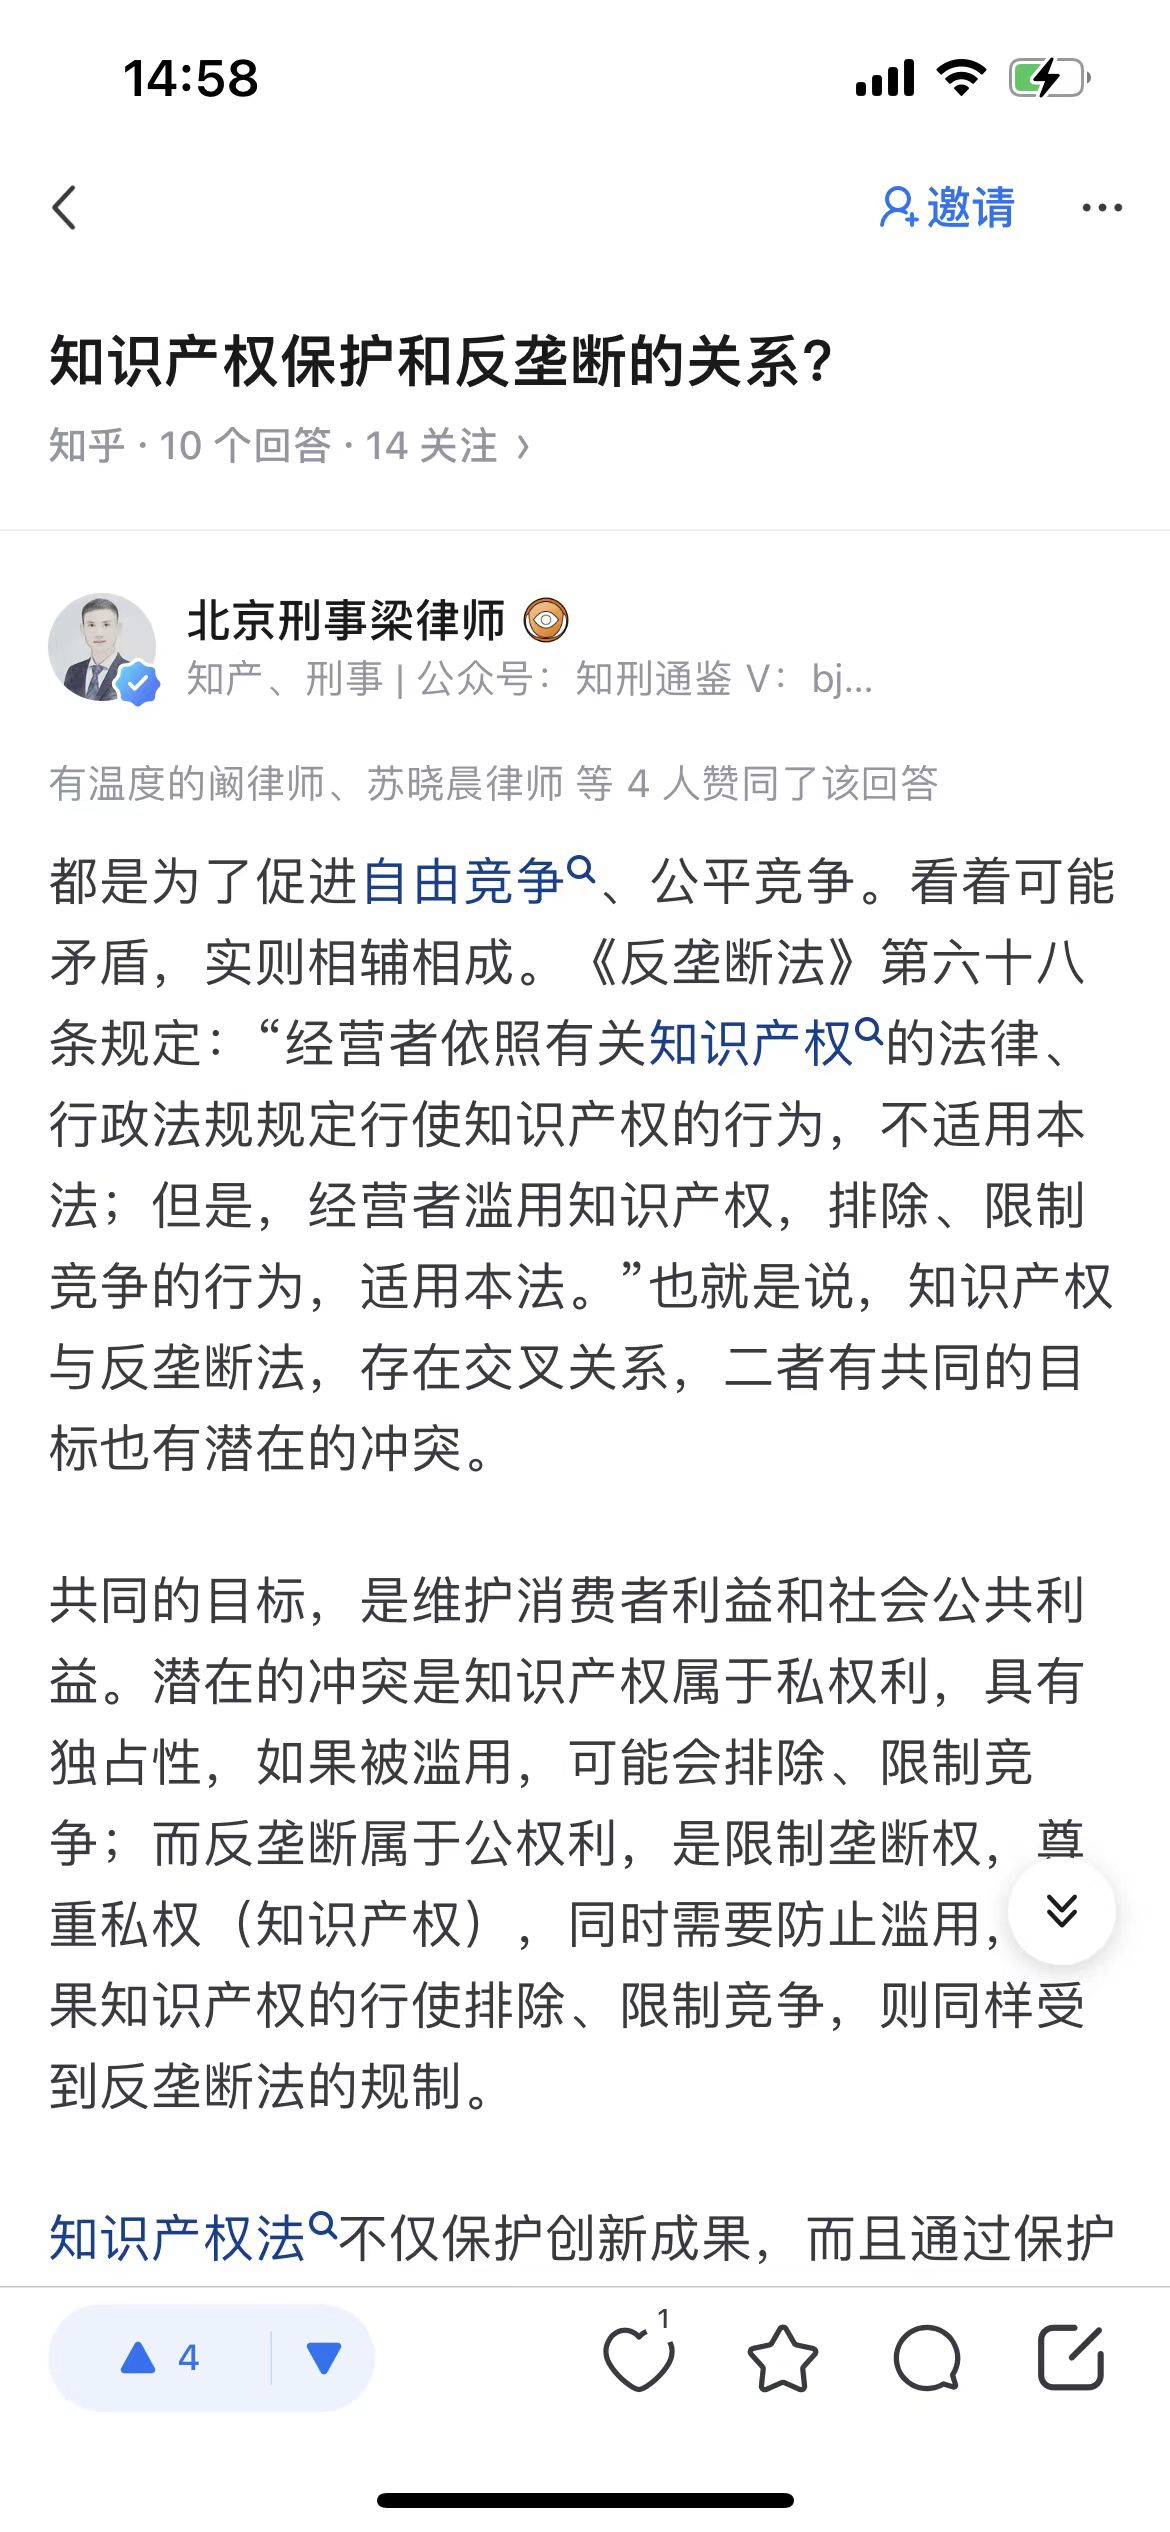 14:58
邀请
知识产权保护和反垄断的关系?
知乎 · 10 个回答 · 14 关注 ›
北京刑事梁律师
知产、刑事 | 公众号：知刑通鉴 V：bj...
有温度的阚律师、苏晓晨律师 等 4 人赞同了该回答
都是为了促进自由竞争、公平竞争。看着可能
矛盾，实则相辅相成。《反垄断法》第六十八
条规定：“经营者依照有关知识产权的法律、
行政法规规定行使知识产权的行为，不适用本
法；但是，经营者滥用知识产权，排除、限制
竞争的行为，适用本法。”也就是说，知识产权
与反垄断法，存在交叉关系，二者有共同的目
标也有潜在的冲突。
共同的目标，是维护消费者利益和社会公共利
益。潜在的冲突是知识产权属于私权利，具有
独占性，如果被滥用，可能会排除、限制竞
争；而反垄断属于公权利，是限制垄断权，尊
重私权（知识产权），同时需要防止滥用，
果知识产权的行使排除、限制竞争，则同样受
到反垄断法的规制。
知识产权法不仅保护创新成果，而且通过保护
4
1